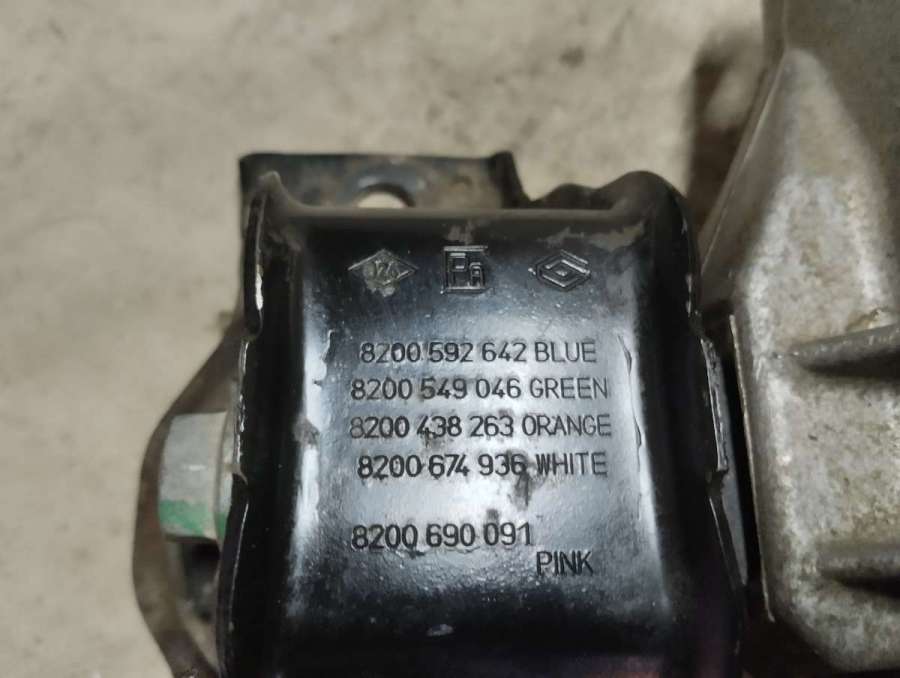 PA
8200 592 642 BLUE
8200 549 046 GREEN
8200 438 263 ORANGE
8200 674 936 WHITE
8200 690 091
PINK